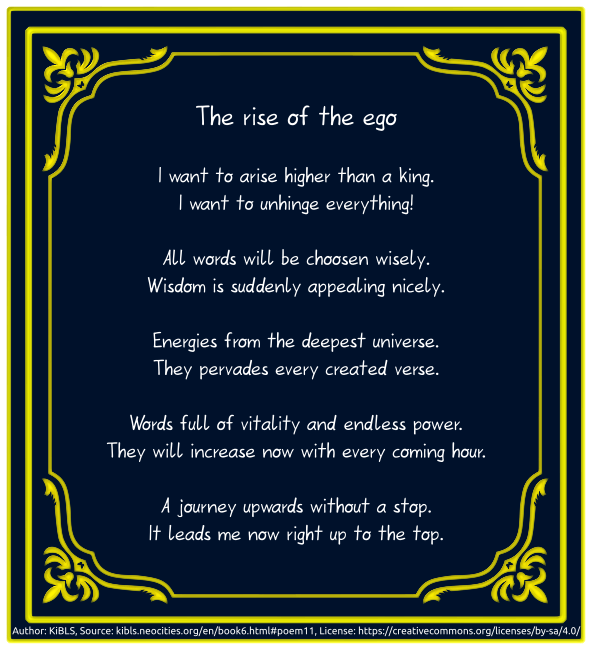 The rise of the ego
I want to arise higher than a king.
I want to unhinge everything!
All words will be choosen wisely.
Wisdom is suddenly appealing nicely.
Energies from the deepest universe.
They pervades every created verse.
Words full of vitality and endless power.
They will increase now with every coming hour.
A journey upwards without a stop.
It leads me now right up to the top.
Author: KiBLS, Source: kibls.neocities.org/en/book6.html#poem11, License: https://creativecommons.org/licenses/by-sa/4.0/